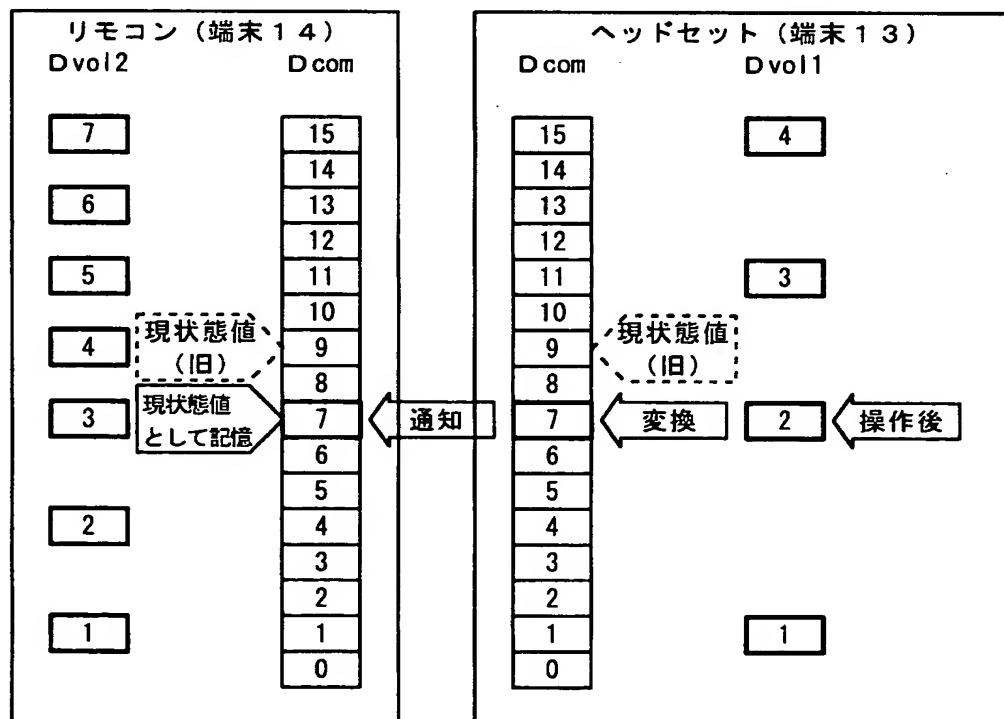 リモコン（端末１４）
Dvol2
Dcom
7
6
5
4
3
2
1
現状態値
（旧）
現状態値
として記憶
15
14
13
12
11
10
9
8
7
6
5
4
3
2
1
0
通知
ヘッドセット（端末１３）
Dcom
Dvol1
15
14
13
12
11
10
9
8
7
6
5
4
3
2
1
0
現状態値
（旧）
変換
4
3
2
1
操作後